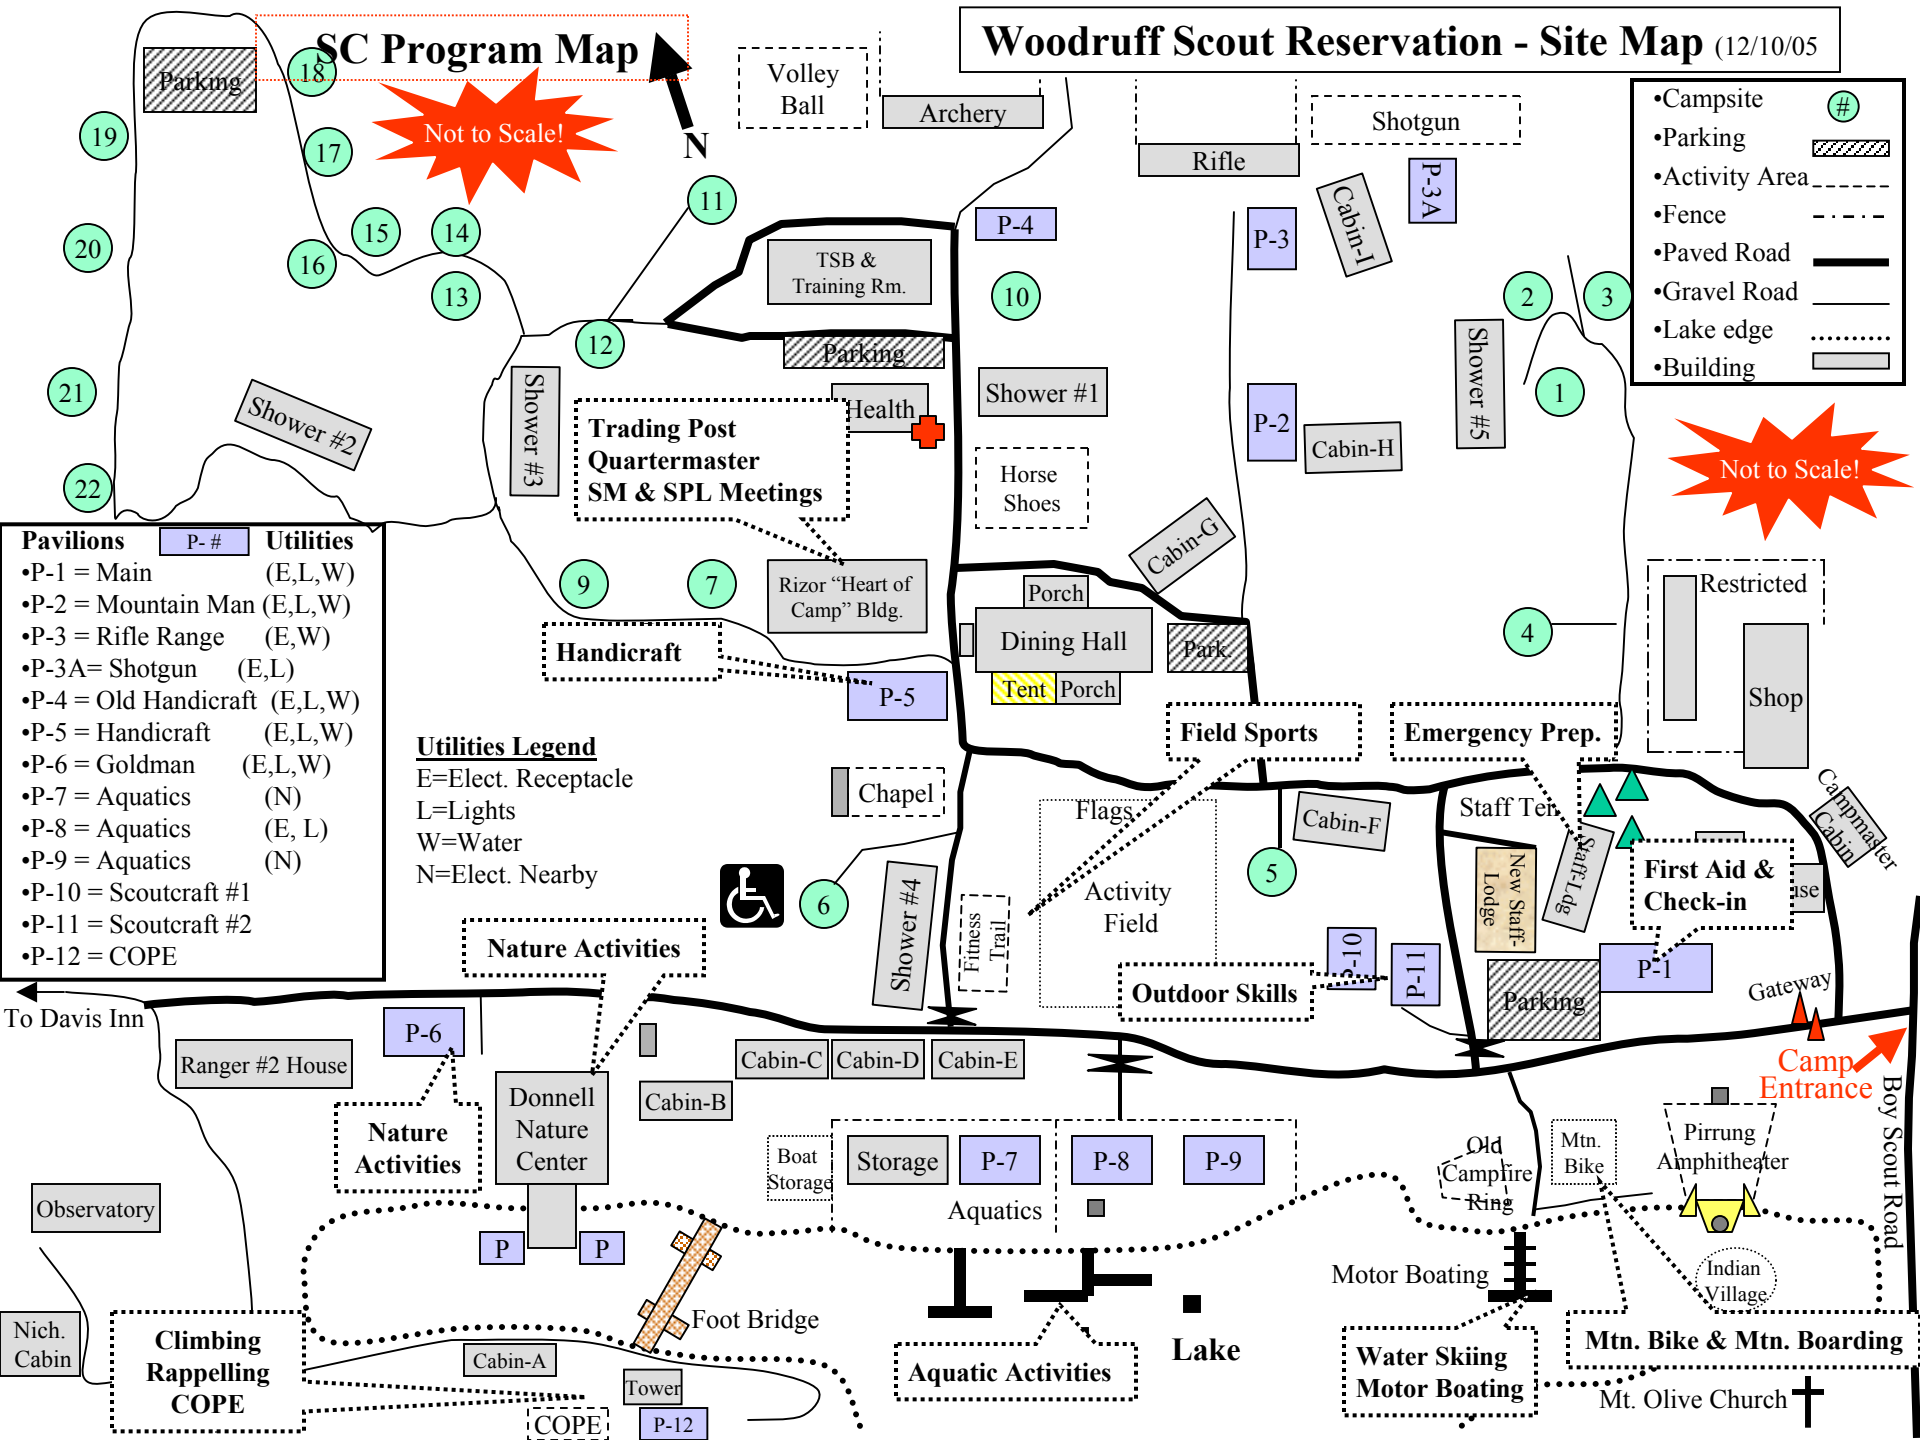 SC Program Map
Woodruff Scout Reservation - Site Map (12/10/05
Not to Scale!
N
Parking
18
19
17
20
16
15
14
13
11
12
21
22
Shower #2
Shower #3
Volley
Ball
Archery
Rifle
Shotgun
P-4
P-3
Cabin-I
P-3A
TSB &
Training Rm.
10
Parking
Health
Shower #1
P-2
Cabin-H
Shower #5
2
3
1
4
•Campsite #
•Parking
•Activity Area
•Fence
•Paved Road
•Gravel Road
•Lake edge
•Building
Not to Scale!
Trading Post
Quartermaster
SM & SPL Meetings
Horse
Shoes
Cabin-G
9
7
Rizor “Heart of
Camp” Bldg.
Porch
Dining Hall
Tent
Porch
Park.
Handicraft
P-5
Restricted
Shop
Pavilions P- # Utilities
•P-1 = Main (E,L,W)
•P-2 = Mountain Man (E,L,W)
•P-3 = Rifle Range (E,W)
•P-3A= Shotgun (E,L)
•P-4 = Old Handicraft (E,L,W)
•P-5 = Handicraft (E,L,W)
•P-6 = Goldman (E,L,W)
•P-7 = Aquatics (N)
•P-8 = Aquatics (E, L)
•P-9 = Aquatics (N)
•P-10 = Scoutcraft #1
•P-11 = Scoutcraft #2
•P-12 = COPE
Utilities Legend
E=Elect. Receptacle
L=Lights
W=Water
N=Elect. Nearby
Chapel
6
Shower #4
Fitness
Trail
Flags
Activity
Field
Field Sports
Emergency Prep.
Cabin-F
5
Staff Ten
New Staff-
Lodge
Staff-Ldg
First Aid &
Check-in
use
Campmaster
Cabin
P-10
P-11
Outdoor Skills
Parking
P-1
Gateway
Camp
Entrance
Boy Scout Road
Nature Activities
To Davis Inn
P-6
Ranger #2 House
Nature
Activities
Donnell
Nature
Center
Cabin-B
Cabin-C
Cabin-D
Cabin-E
Boat
Storage
Storage
P-7
P-8
P-9
Aquatics
Old
Campfire
Ring
Mtn.
Bike
Pirrung
Amphitheater
Observatory
P
P
Foot Bridge
Motor Boating
Indian
Village
Nich.
Cabin
Climbing
Rappelling
COPE
Cabin-A
Tower
COPE
P-12
Aquatic Activities
Lake
Water Skiing
Motor Boating
Mtn. Bike & Mtn. Boarding
Mt. Olive Church